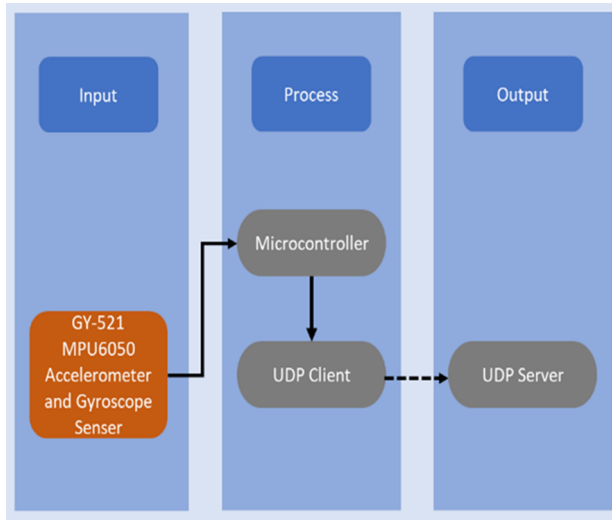 Input
Process
Output
Microcontroller
GY-521
MPU6050
Accelerometer
and Gyroscope
Senser
UDP Client
UDP Server